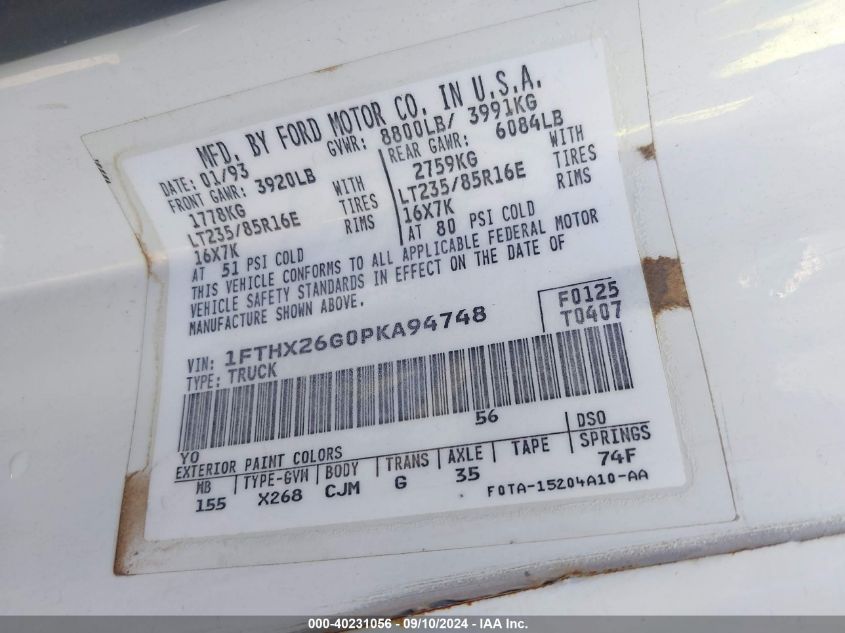 MFD. BY FORD MOTOR CO. IN U.S.A.
DATE: 01/93 GVWR: 8800LB/ 3991KG
FRONT GAWR: 3920LB REAR GAWR: 6084LB
1778KG WITH 2759KG WITH
LT235/85R16E TIRES LT235/85R16E TIRES
16X7K RIMS 16X7K RIMS
AT 51 PSI COLD AT 80 PSI COLD
THIS VEHICLE CONFORMS TO ALL APPLICABLE FEDERAL MOTOR
VEHICLE SAFETY STANDARDS IN EFFECT ON THE DATE OF
MANUFACTURE SHOWN ABOVE.
F0125
VIN: 1FTHX26G0PKA94748 T0407
TYPE: TRUCK
YO 56
EXTERIOR PAINT COLORS DSO
WB TYPE-GVW BODY TRANS AXLE TAPE SPRINGS
155 X268 CJM G 35 74F
F0TA-15204A10-AA
000-40231056 - 09/10/2024 - IAAI.com